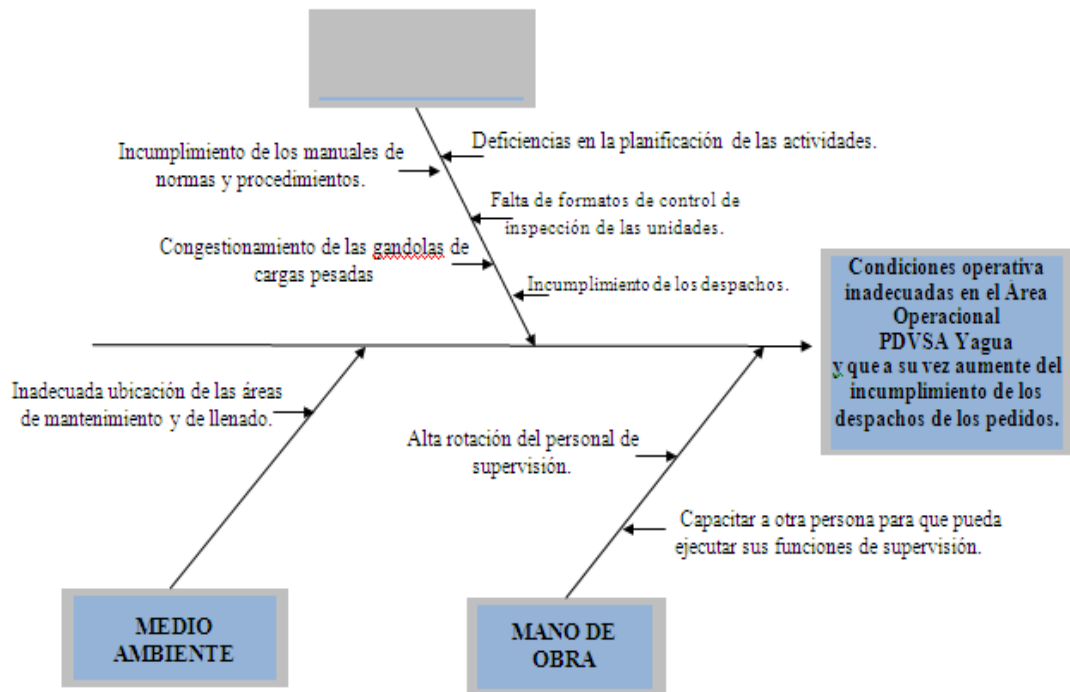 Deficiencias en la planificación de las actividades.
Incumplimiento de los manuales de
normas y procedimientos.
Falta de formatos de control de
inspección de las unidades.
Congestionamiento de las gandolas de
cargas pesadas
Incumplimiento de los despachos.
Condiciones operativa
inadecuadas en el Área
Operacional
PDVSA Yagua
y que a su vez aumente del
incumplimiento de los
despachos de los pedidos.
Inadecuada ubicación de las áreas
de mantenimiento y de llenado.
Alta rotación del personal de
supervisión.
Capacitar a otra persona para que pueda
ejecutar sus funciones de supervisión.
MEDIO
AMBIENTE
MANO DE
OBRA